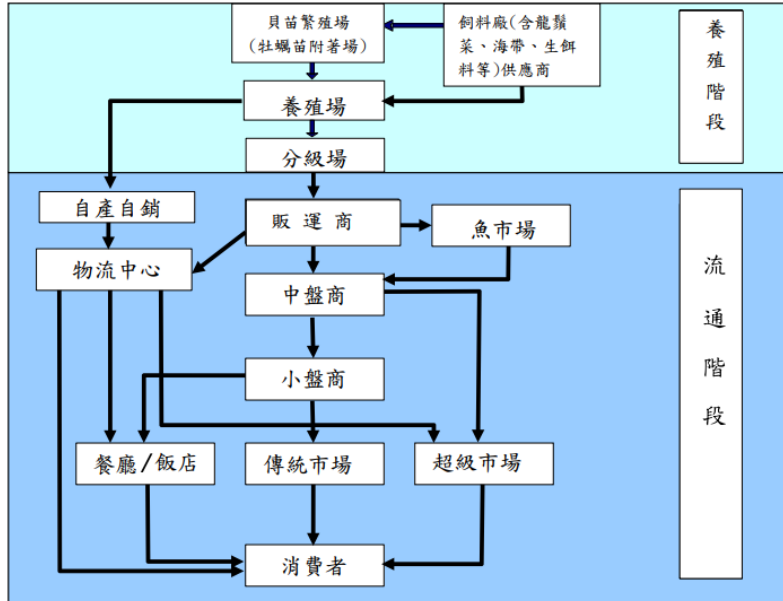 貝苗繁殖場
(牡蠣苗附著場)
飼料廠(含龍鬚
菜、海帶、生餌
料等)供應商
養殖階段
養殖場
分級場
自產自銷
販運商
魚市場
物流中心
中盤商
流通階段
小盤商
餐廳/飯店
傳統市場
超級市場
消費者